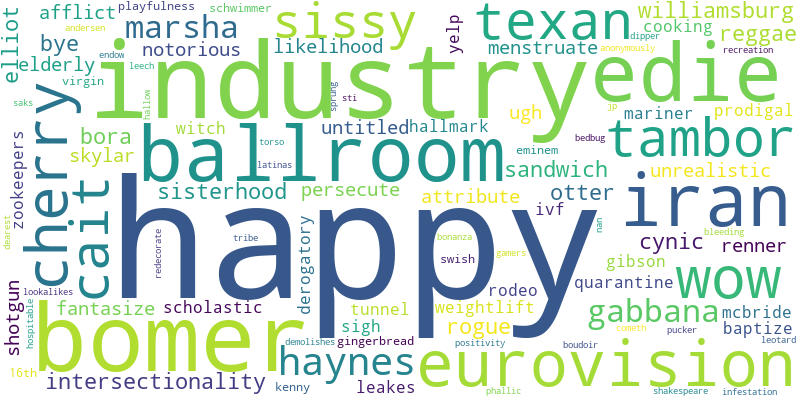 playfulness
schwimmer
andersen
afflict
marsha
sissy
texan
williamsburg
cooking
reggae
elliot
bye
notorious
likelihood
yelp
menstruate
anonymously
dipper
recreation
elderly
virgin
endow
leech
industry
edie
saks
hallow
sprung
sti
jp
ugh
mariner
prodigal
cherry
bora
witch
untitled
hallmark
tambor
zookeepers
skylar
ballroom
torso
eminem
bedbug
latinas
sandwich
unrealistic
cait
sisterhood
persecute
attribute
otter
iran
happy
dearest
redecorate
tribe
derogatory
bonanza
swish
gamers
ivf
nan
bleeding
cynic
renner
lookalikes
gibson
wow
shotgun
tg
hospitable
fantasize
scholastic
tunnel
weightlift
rodeo
quarantine
gabbana
mcbride
baptize
bomer
sigh
rogue
cometh
pucker
leotard
demolishes
gingerbread
positivity
boudoir
16th
intersectionality
haynes
kenny
leakes
eurovision
phallic
shakespeare
infestation